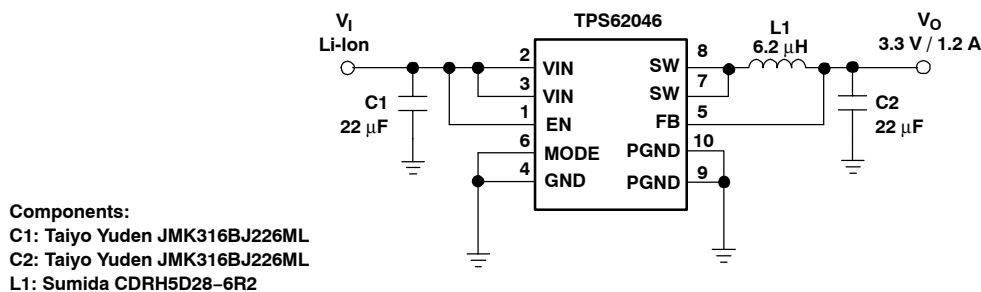 TPS62046
V_I
Li-Ion
C1
22 μF
2
VIN
3
VIN
1
EN
6
MODE
4
GND
8
SW
7
SW
5
FB
10
PGND
9
PGND
L1
6.2 μH
V_O
3.3 V / 1.2 A
C2
22 μF
Components:
C1: Taiyo Yuden JMK316BJ226ML
C2: Taiyo Yuden JMK316BJ226ML
L1: Sumida CDRH5D28−6R2